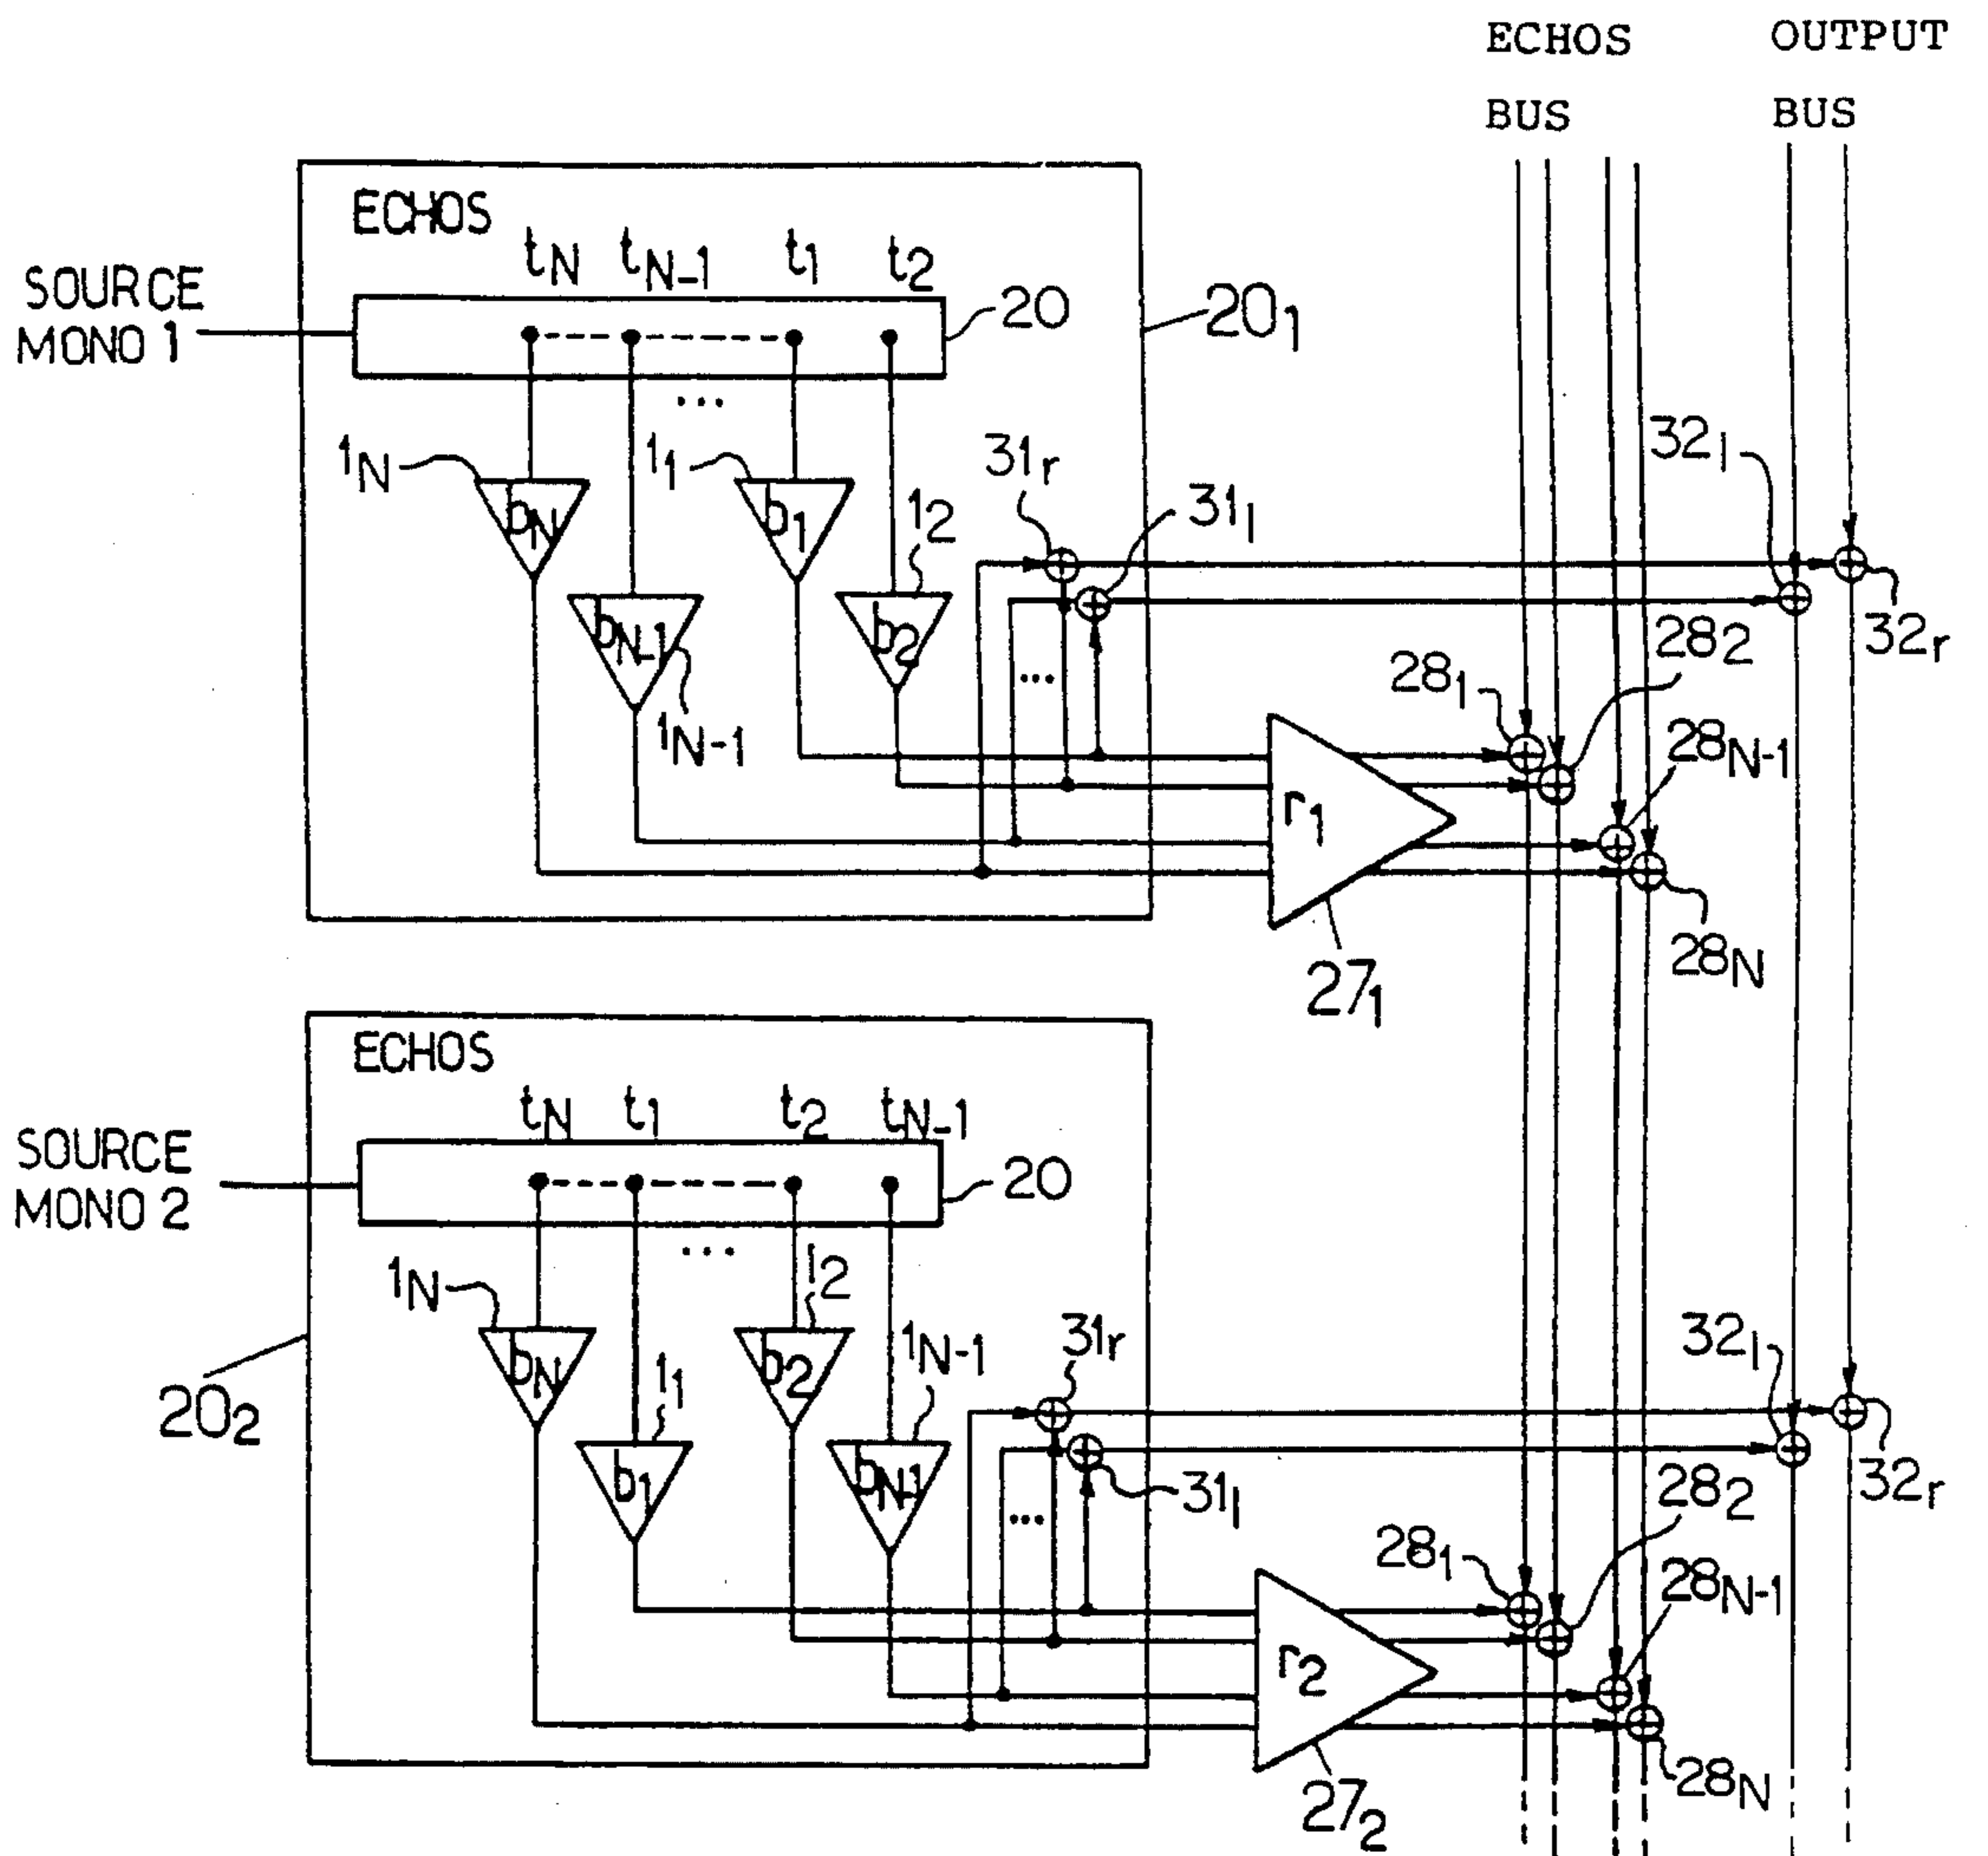 ECHOS OUTPUT
BUS BUS
ECHOS
tN tN-1 t1 t2
SOURCE
MONO 1
20
201
...
1N
11
31r
311
12
321
bN
b1
bN-1
b2
32r
282
281
...
1N-1
28N-1
r1
28N
271
ECHOS
tN t1 t2 tN-1
SOURCE
MONO 2
20
...
1N
12
11
1N-1
31r
321
202
bN
b2
b1
bN-1
311
32r
282
...
281
28N-1
r2
28N
272